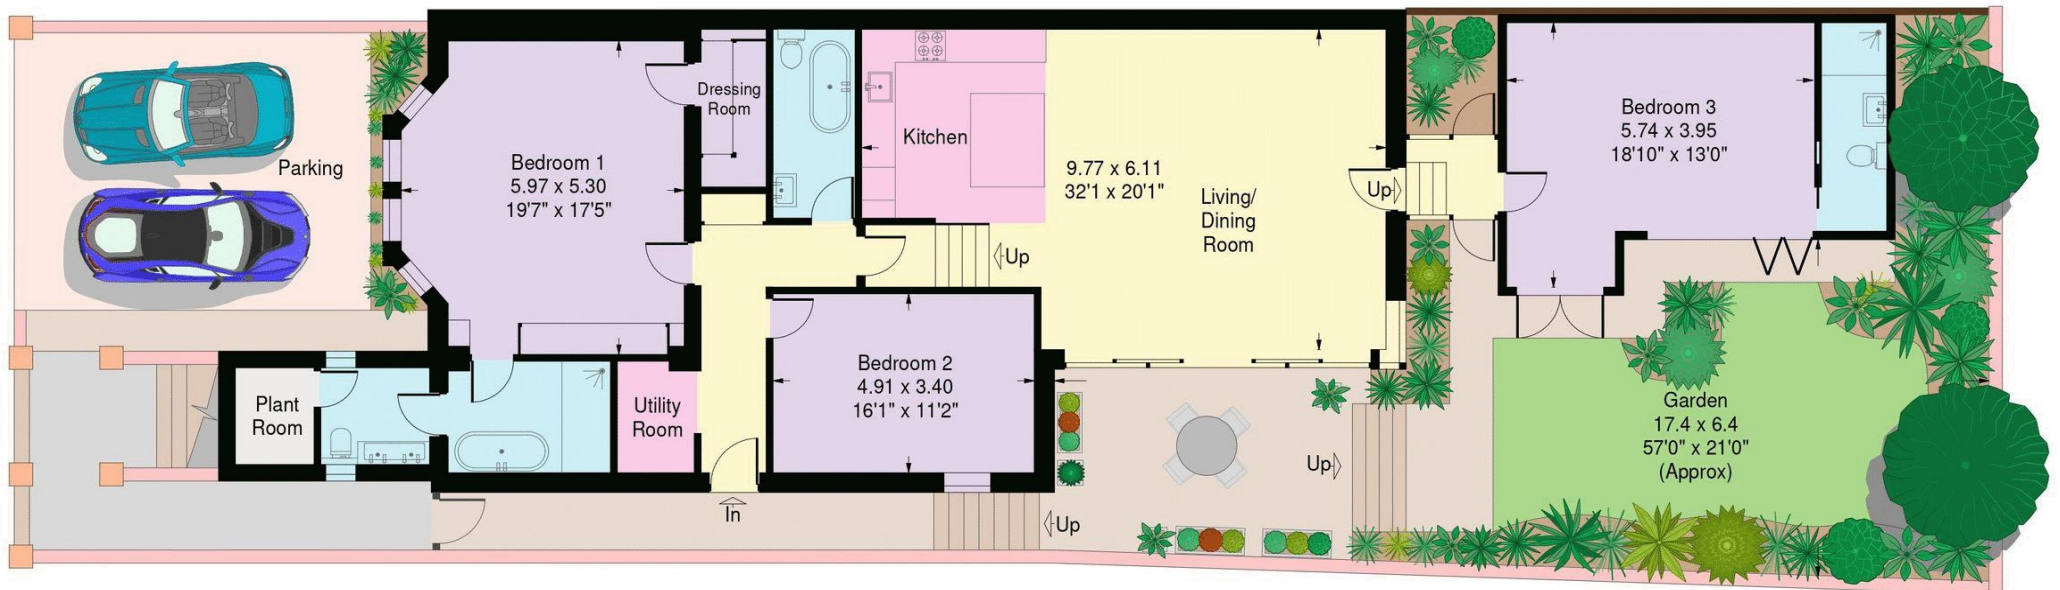 Parking
Bedroom 1
5.97 x 5.30
19'7" x 17'5"
Dressing
Room
Kitchen
9.77 x 6.11
32'1 x 20'1"
Living/
Dining
Room
Up
Up
Bedroom 3
5.74 x 3.95
18'10" x 13'0"
Plant
Room
Utility
Room
Bedroom 2
4.91 x 3.40
16'1" x 11'2"
Garden
17.4 x 6.4
57'0" x 21'0"
(Approx)
Up
In
Up